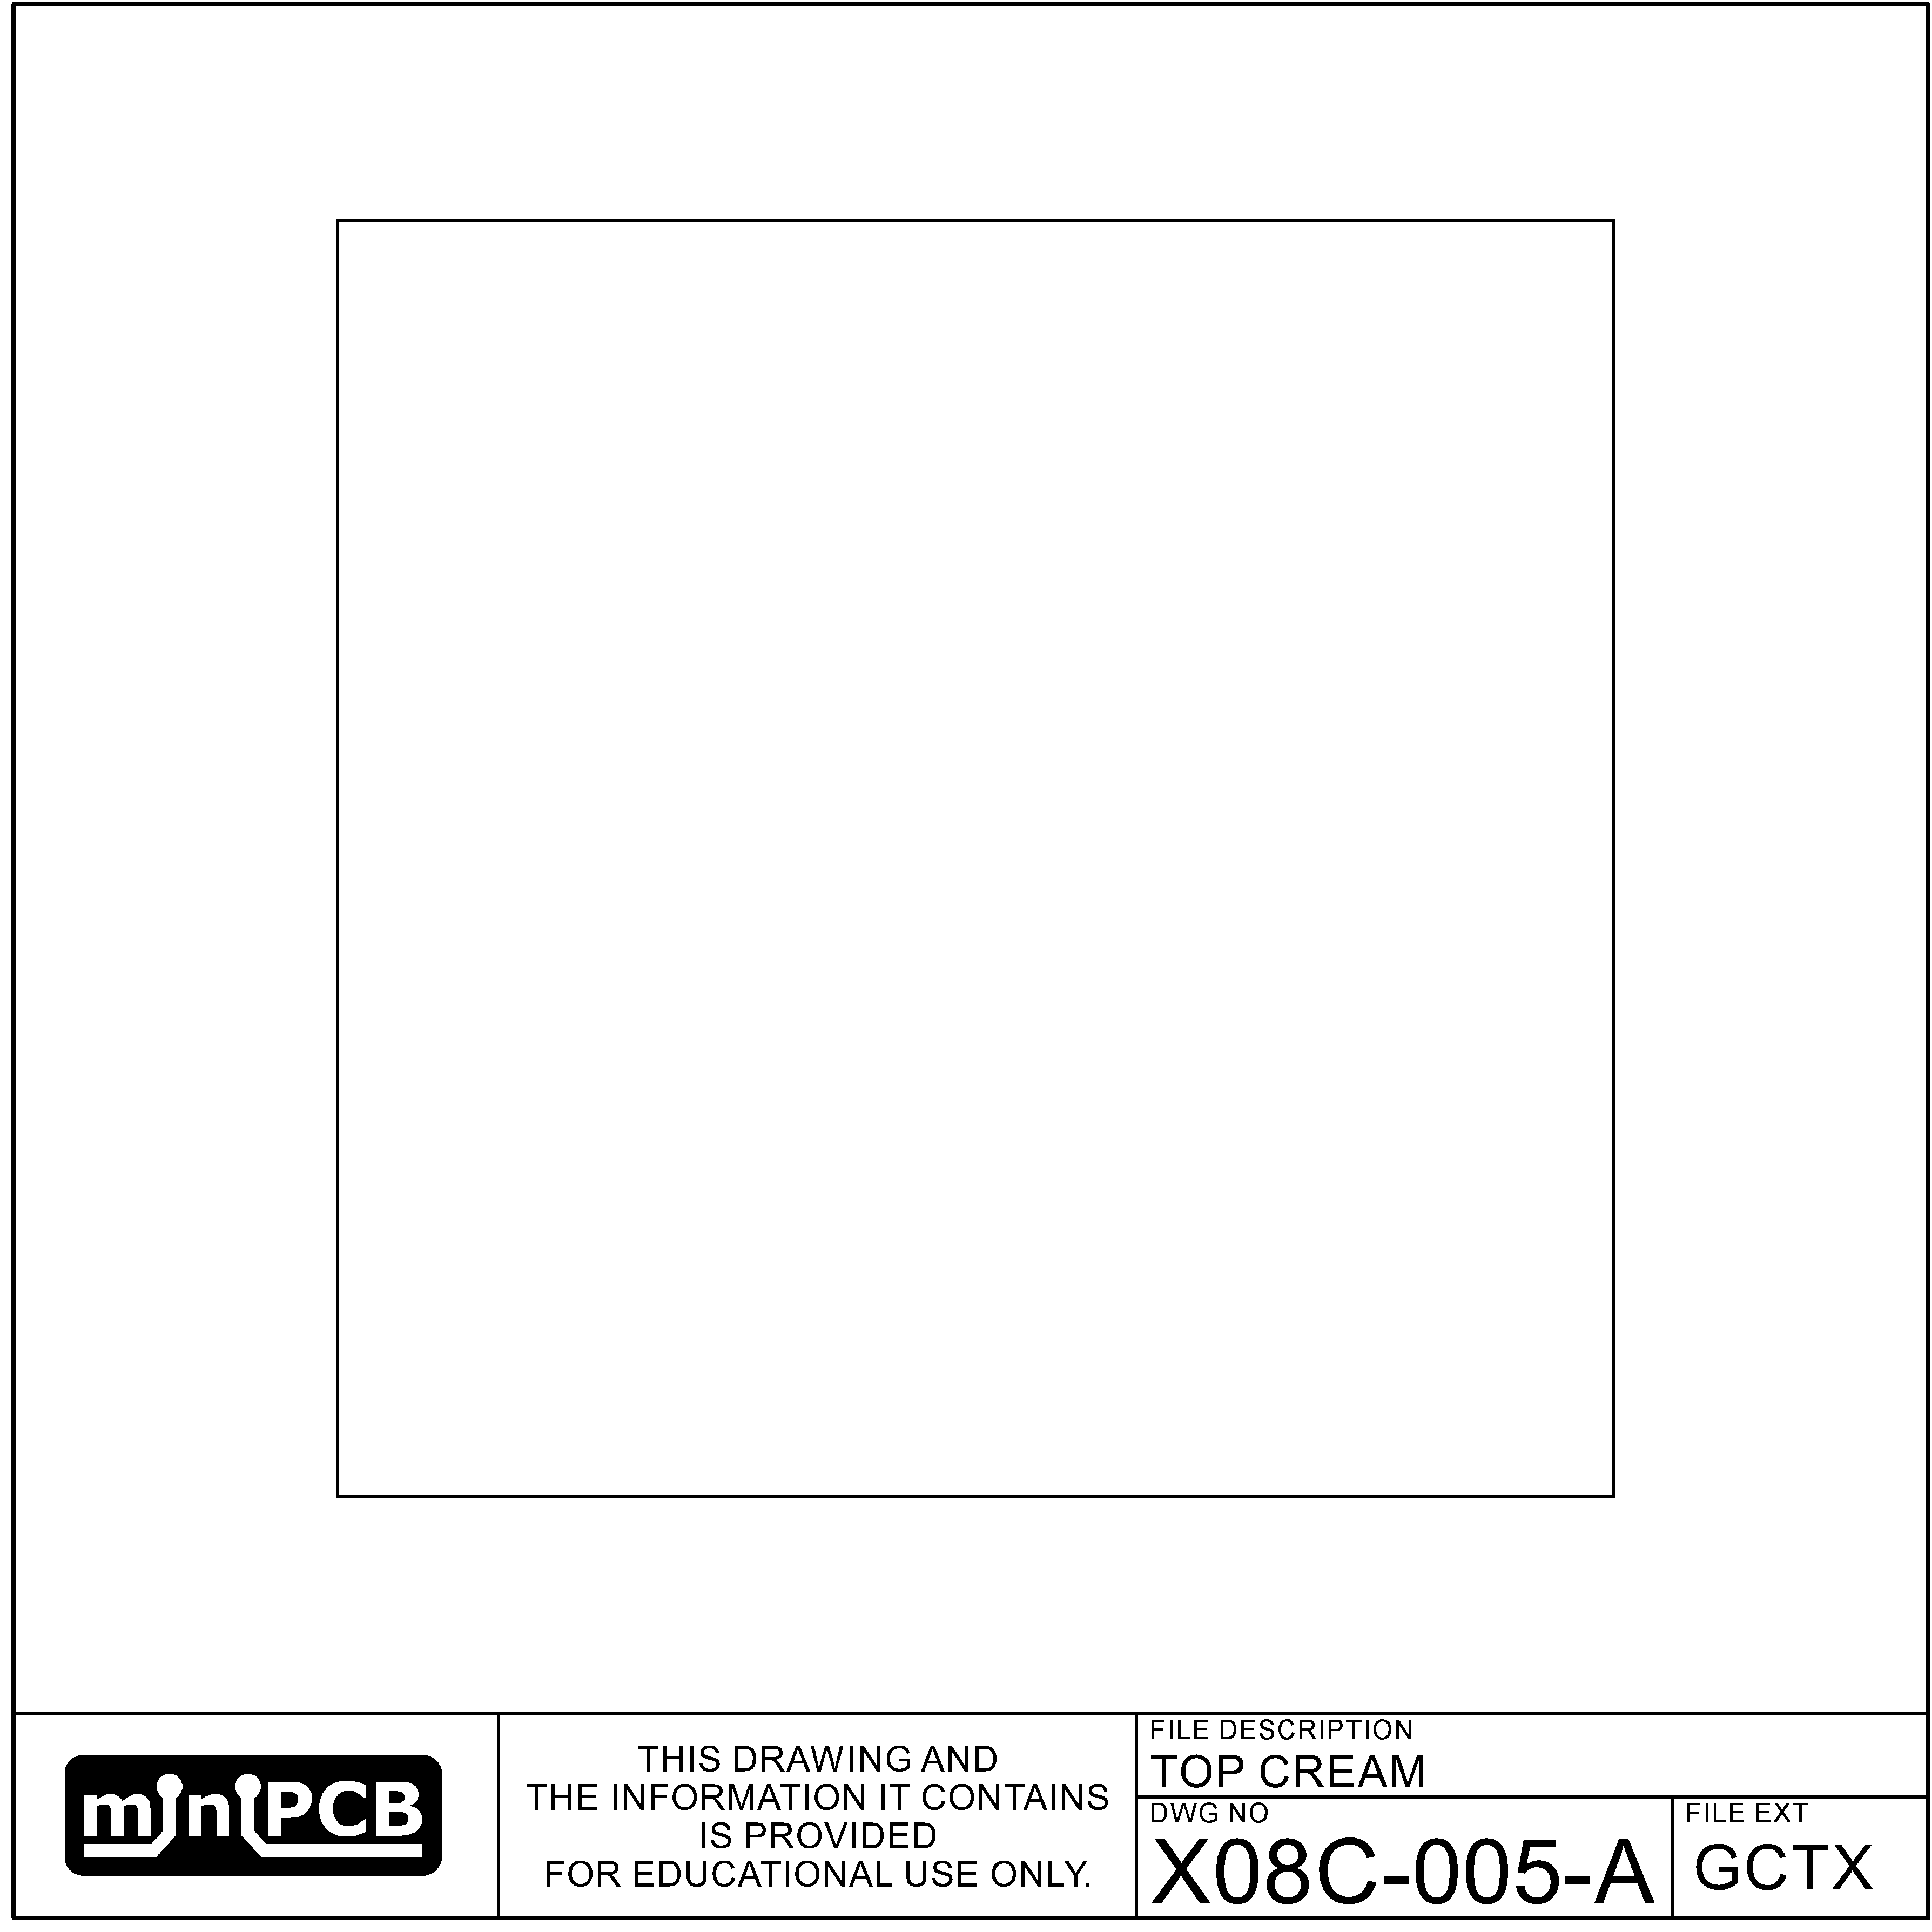 miniPCB
THIS DRAWING AND
THE INFORMATION IT CONTAINS
IS PROVIDED
FOR EDUCATIONAL USE ONLY.
FILE DESCRIPTION
TOP CREAM
DWG NO
X08C-005-A
FILE EXT
GCTX